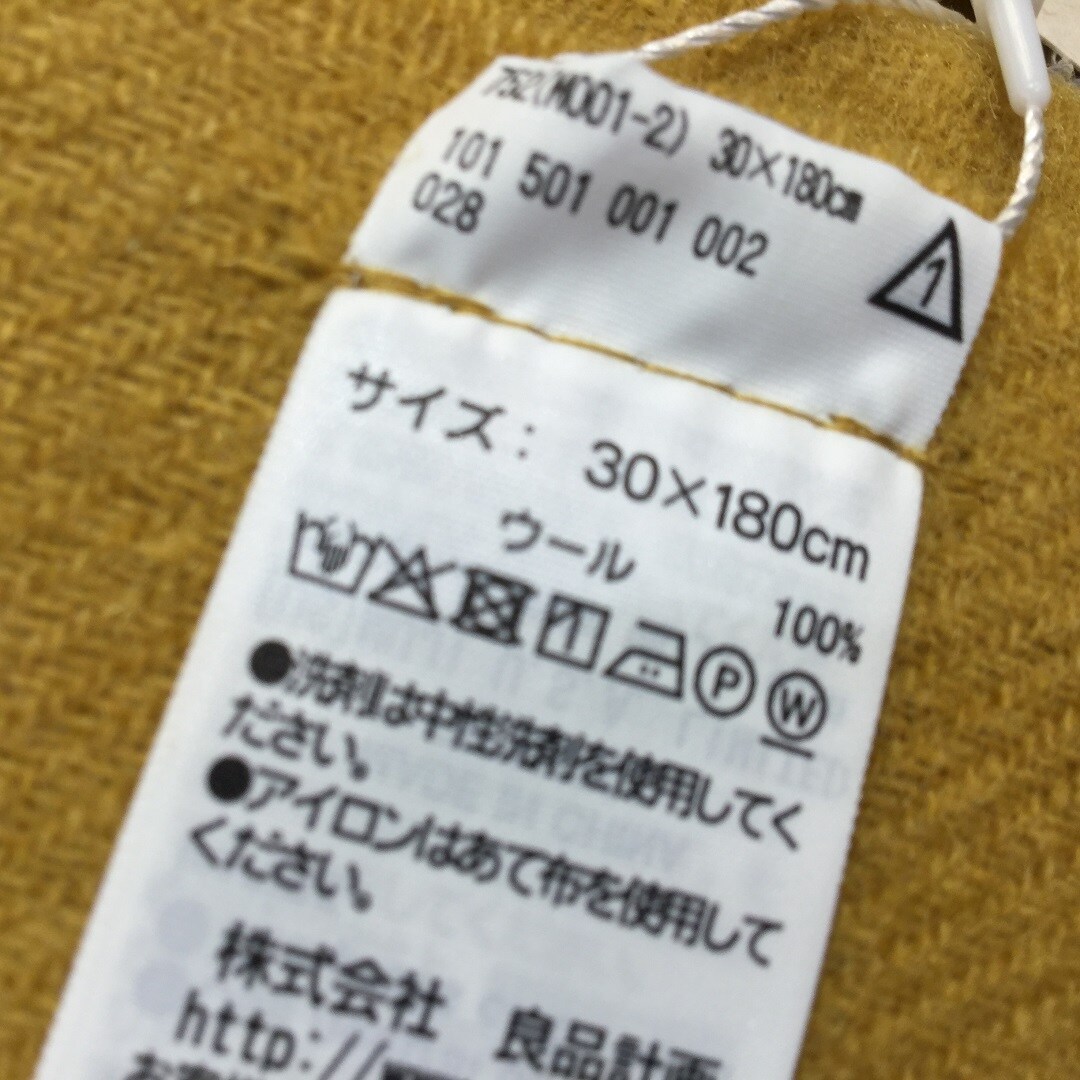 752(M001-2) 30×180cm
101 501 001 002
028
1
サイズ： 30×180cm
ウール 100%
P W
●洗剤は中性洗剤を使用してく
ださい。
●アイロンはあて布を使用して
ください。
株式会社 良品計画
http://